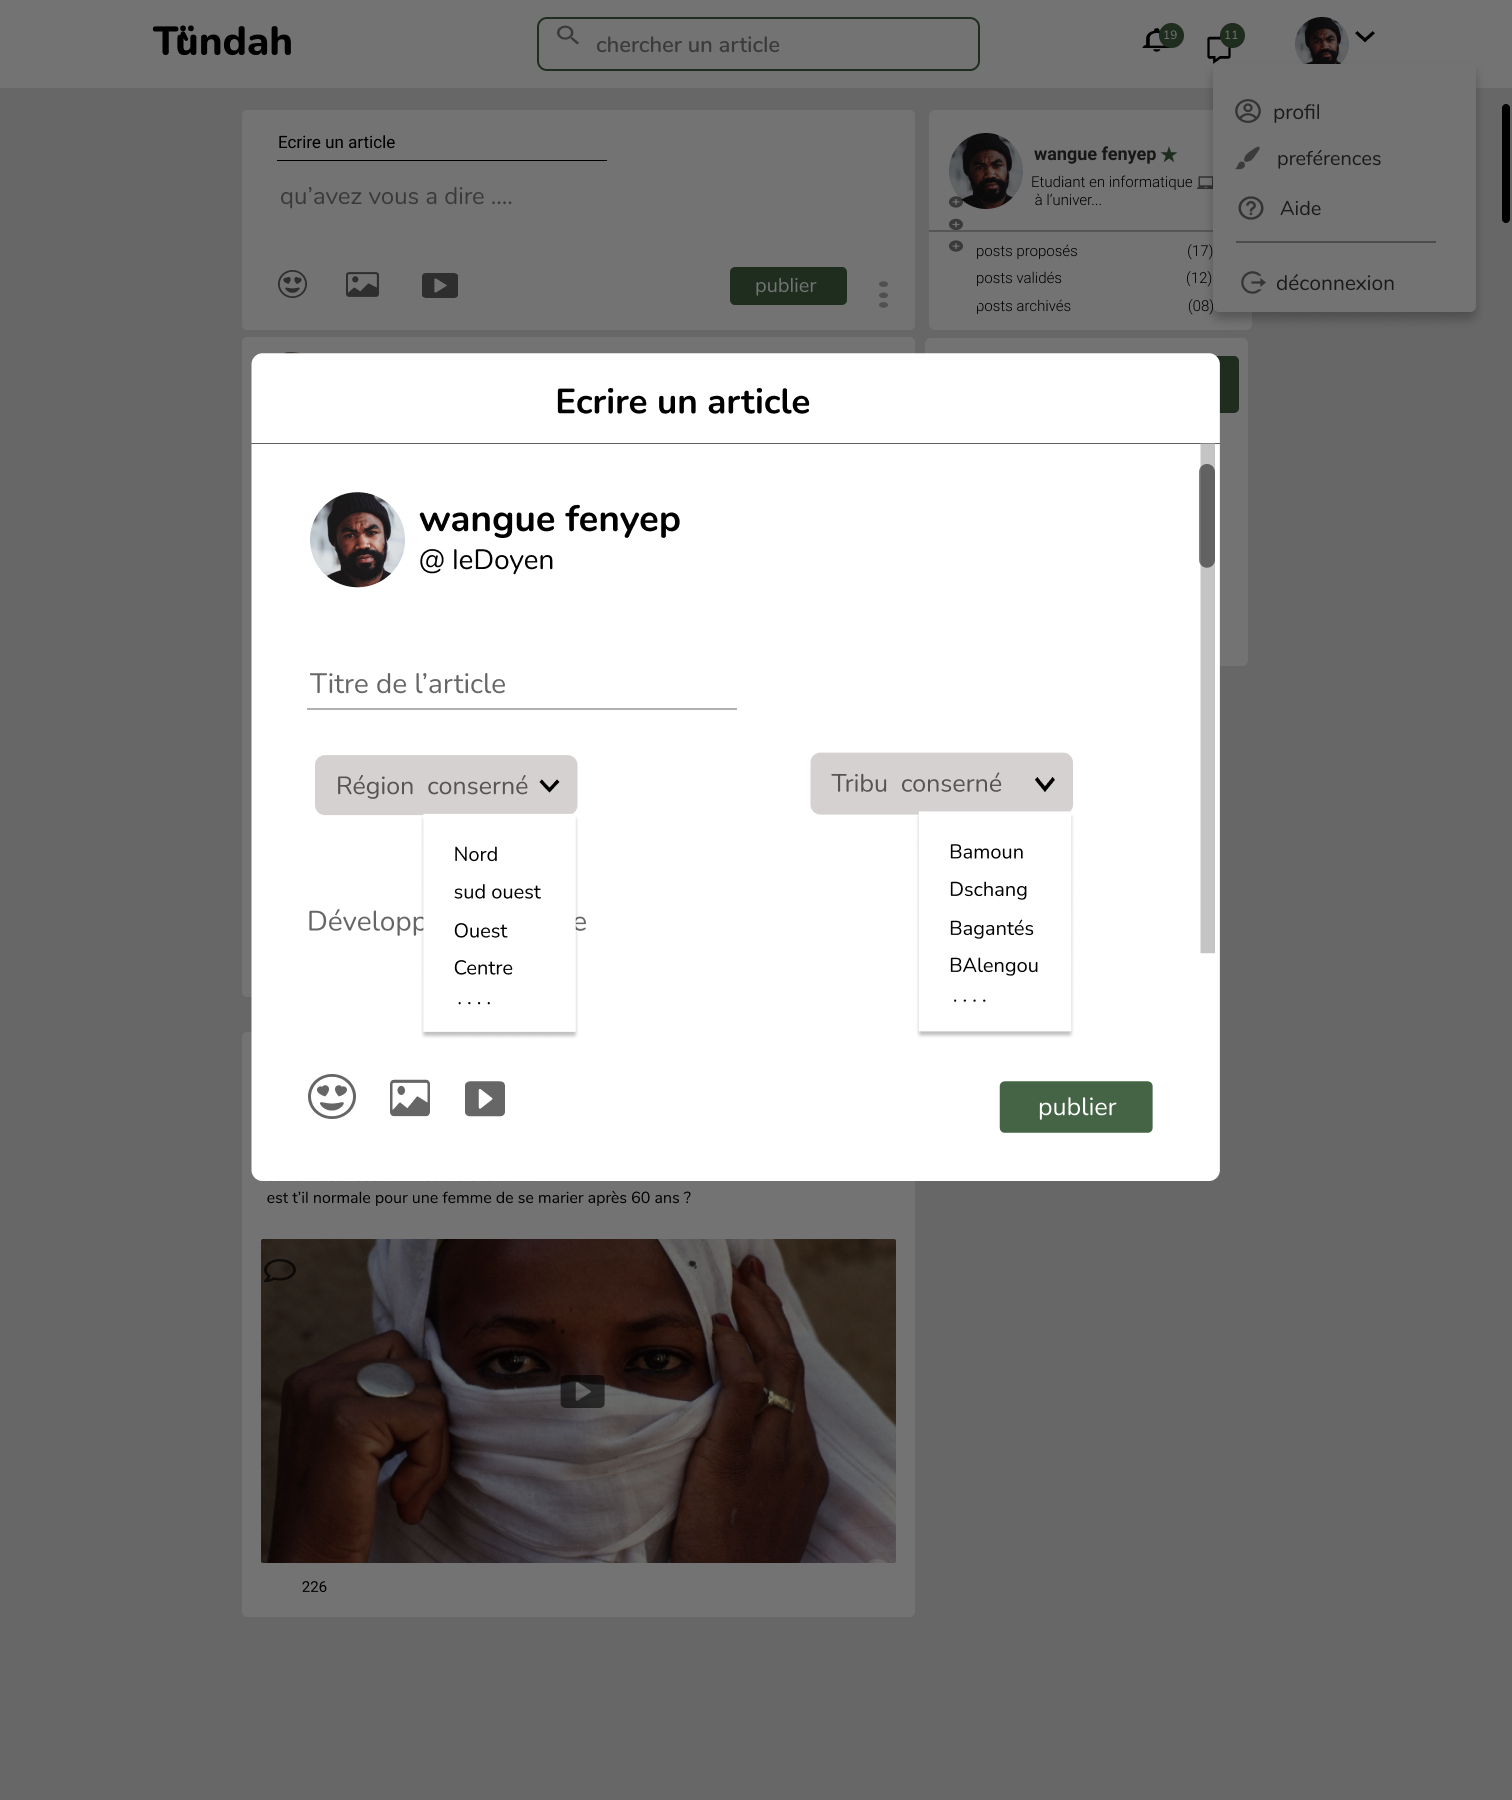 Tündah
chercher un article
19
11
profil
preférences
Aide
déconnexion
Ecrire un article
qu'avez vous a dire ....
publier
wangue fenyep
Etudiant en informatique
à l'univer...
posts proposés (17)
posts validés (12)
posts archivés (08)
Ecrire un article
wangue fenyep
@ leDoyen
Titre de l'article
Région conserné
Nord
sud ouest
Ouest
Centre
....
Tribu conserné
Bamoun
Dschang
Bagantés
BAlengou
....
publier
est t'il normale pour une femme de se marier après 60 ans ?
226